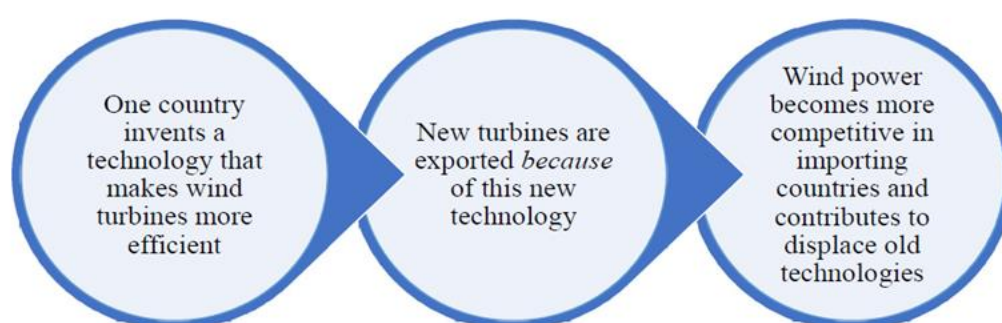 One country
invents a
technology that
makes wind
turbines more
efficient
New turbines are
exported because
of this new
technology
Wind power
becomes more
competitive in
importing
countries and
contributes to
displace old
technologies